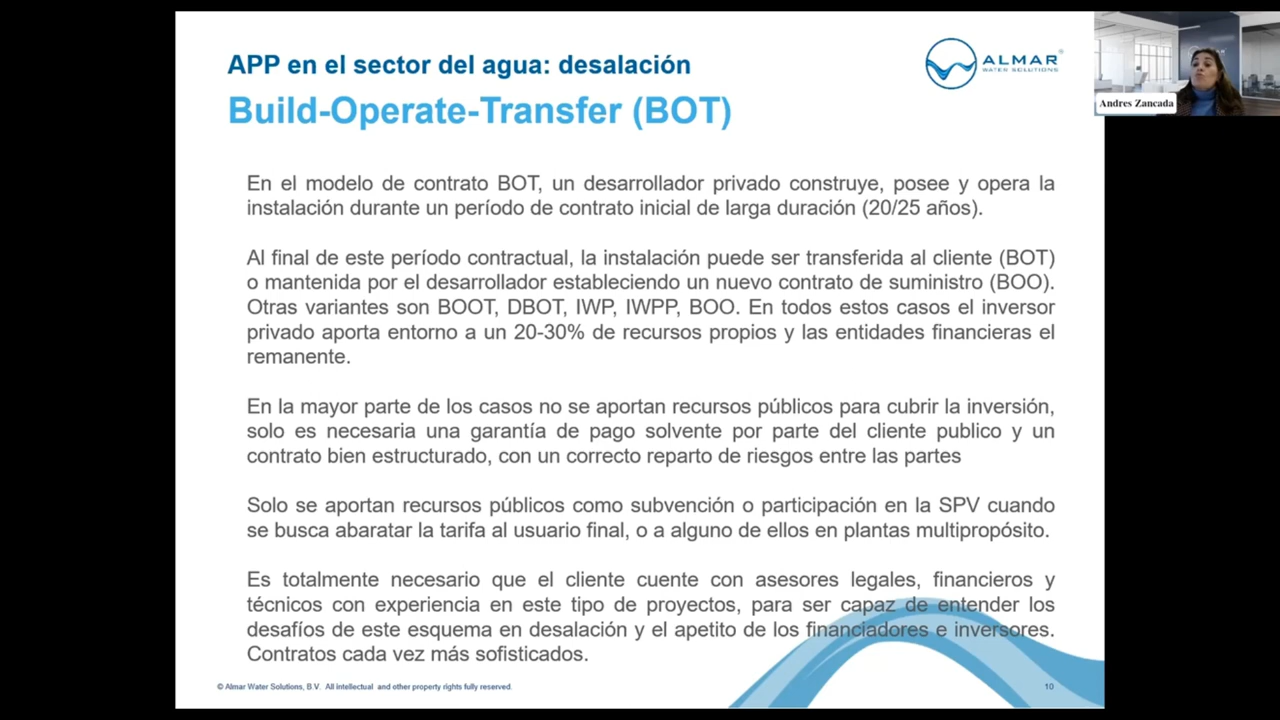 APP en el sector del agua: desalación
Build-Operate-Transfer (BOT)
ALMAR
WATER SOLUTIONS
Andres Zancada
En el modelo de contrato BOT, un desarrollador privado construye, posee y opera la
instalación durante un período de contrato inicial de larga duración (20/25 años).
Al final de este período contractual, la instalación puede ser transferida al cliente (BOT)
o mantenida por el desarrollador estableciendo un nuevo contrato de suministro (BOO).
Otras variantes son BOOT, DBOT, IWP, IWPP, BOO. En todos estos casos el inversor
privado aporta entorno a un 20-30% de recursos propios y las entidades financieras el
remanente.
En la mayor parte de los casos no se aportan recursos públicos para cubrir la inversión,
solo es necesaria una garantía de pago solvente por parte del cliente publico y un
contrato bien estructurado, con un correcto reparto de riesgos entre las partes
Solo se aportan recursos públicos como subvención o participación en la SPV cuando
se busca abaratar la tarifa al usuario final, o a alguno de ellos en plantas multipropósito.
Es totalmente necesario que el cliente cuente con asesores legales, financieros y
técnicos con experiencia en este tipo de proyectos, para ser capaz de entender los
desafíos de este esquema en desalación y el apetito de los financiadores e inversores.
Contratos cada vez más sofisticados.
© Almar Water Solutions, B.V. All intellectual and other property rights fully reserved.
10